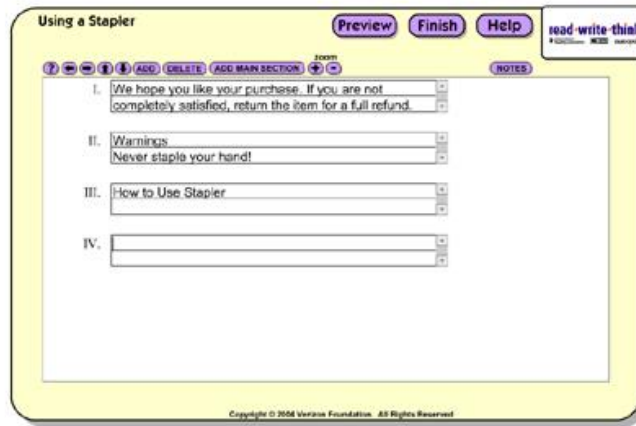 Using a Stapler
Preview
Finish
Help
read·write·think
zoom
? ADD DELETE ADD MAIN SECTION + - NOTES
I. We hope you like your purchase. If you are not
completely satisfied, return the item for a full refund.
II. Warnings
Never staple your hand!
III. How to Use Stapler
IV.
Copyright © 2004 Verizon Foundation. All Rights Reserved